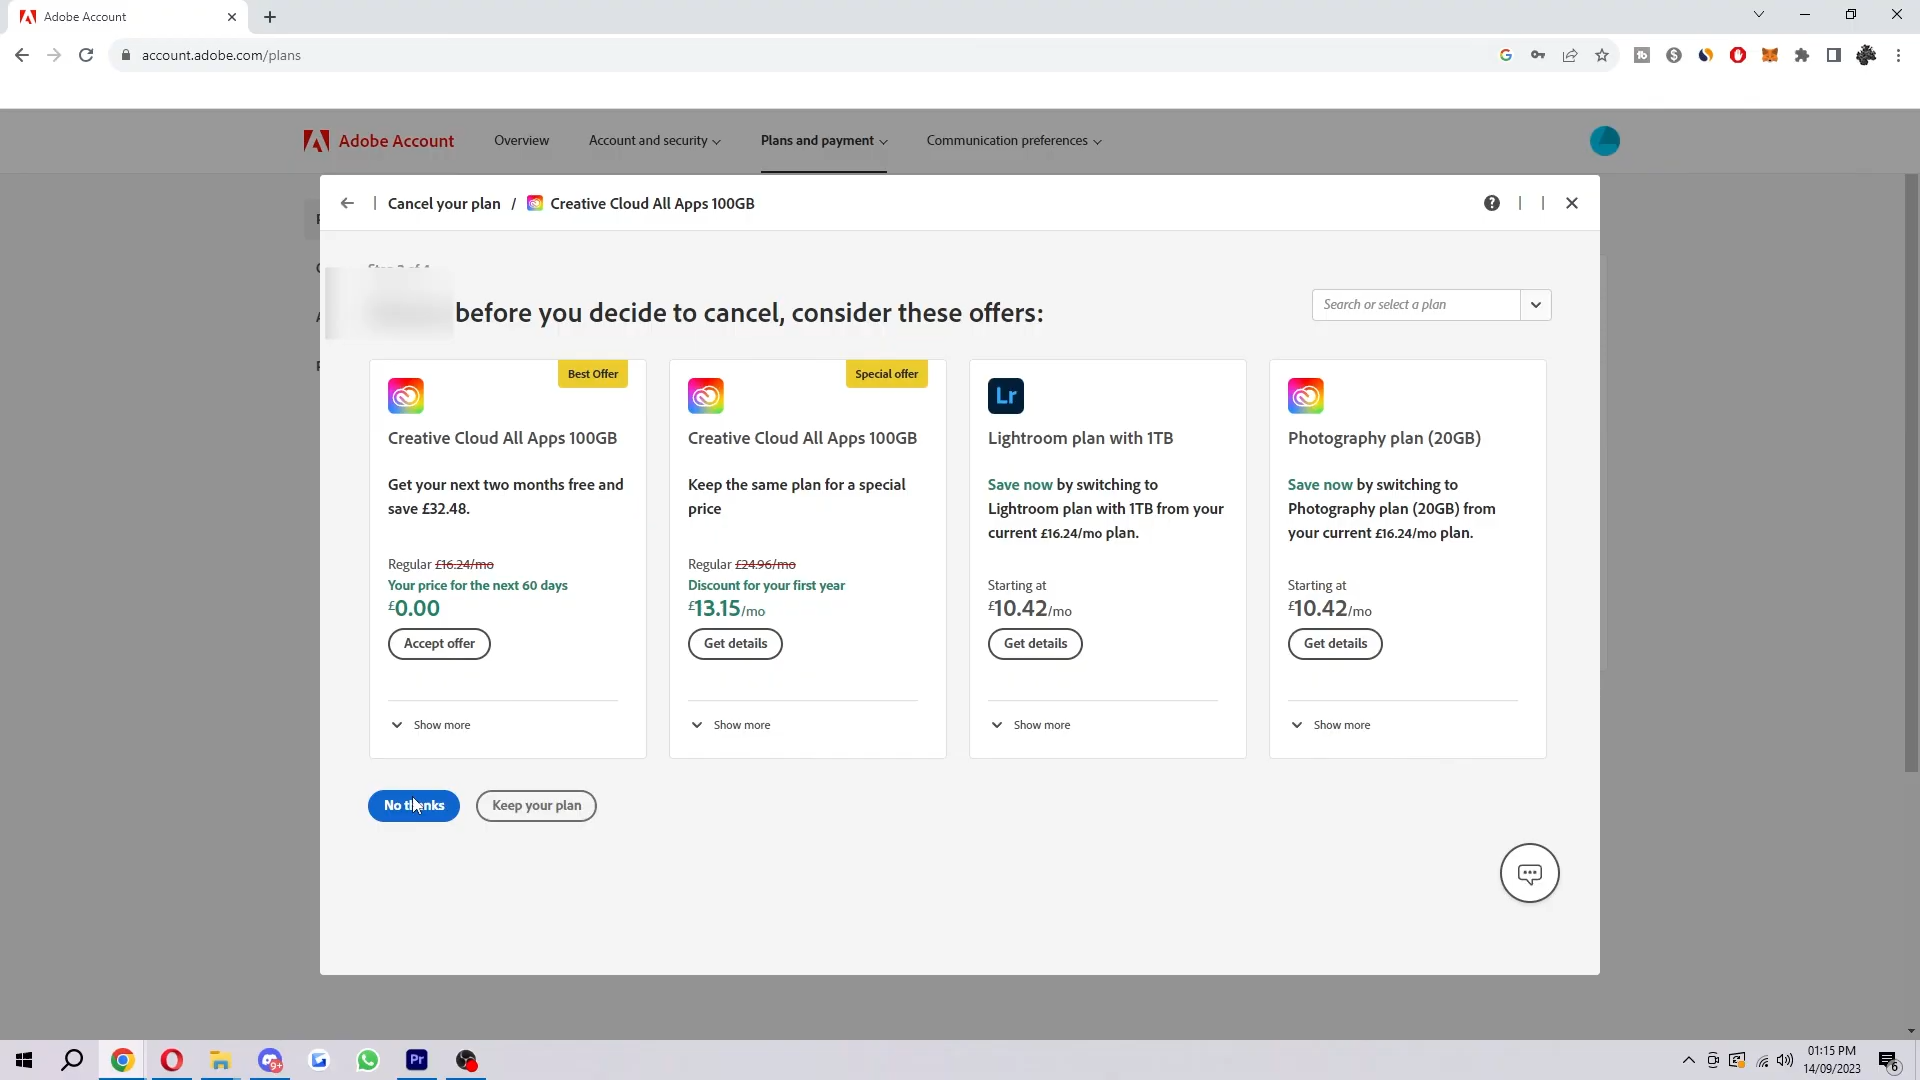 Adobe Account
account.adobe.com/plans
Adobe Account
Overview
Account and security
Plans and payment
Communication preferences
| Cancel your plan / Creative Cloud All Apps 100GB
before you decide to cancel, consider these offers:
Search or select a plan
Best Offer
Creative Cloud All Apps 100GB
Get your next two months free and
save £32.48.
Regular £16.24/mo
Your price for the next 60 days
£0.00
Accept offer
Show more
Special offer
Creative Cloud All Apps 100GB
Keep the same plan for a special
price
Regular £24.96/mo
Discount for your first year
£13.15/mo
Get details
Show more
Lr
Lightroom plan with 1TB
Save now by switching to
Lightroom plan with 1TB from your
current £16.24/mo plan.
Starting at
£10.42/mo
Get details
Show more
Photography plan (20GB)
Save now by switching to
Photography plan (20GB) from
your current £16.24/mo plan.
Starting at
£10.42/mo
Get details
Show more
No thanks
Keep your plan
9+
Pr
01:15 PM
14/09/2023
6